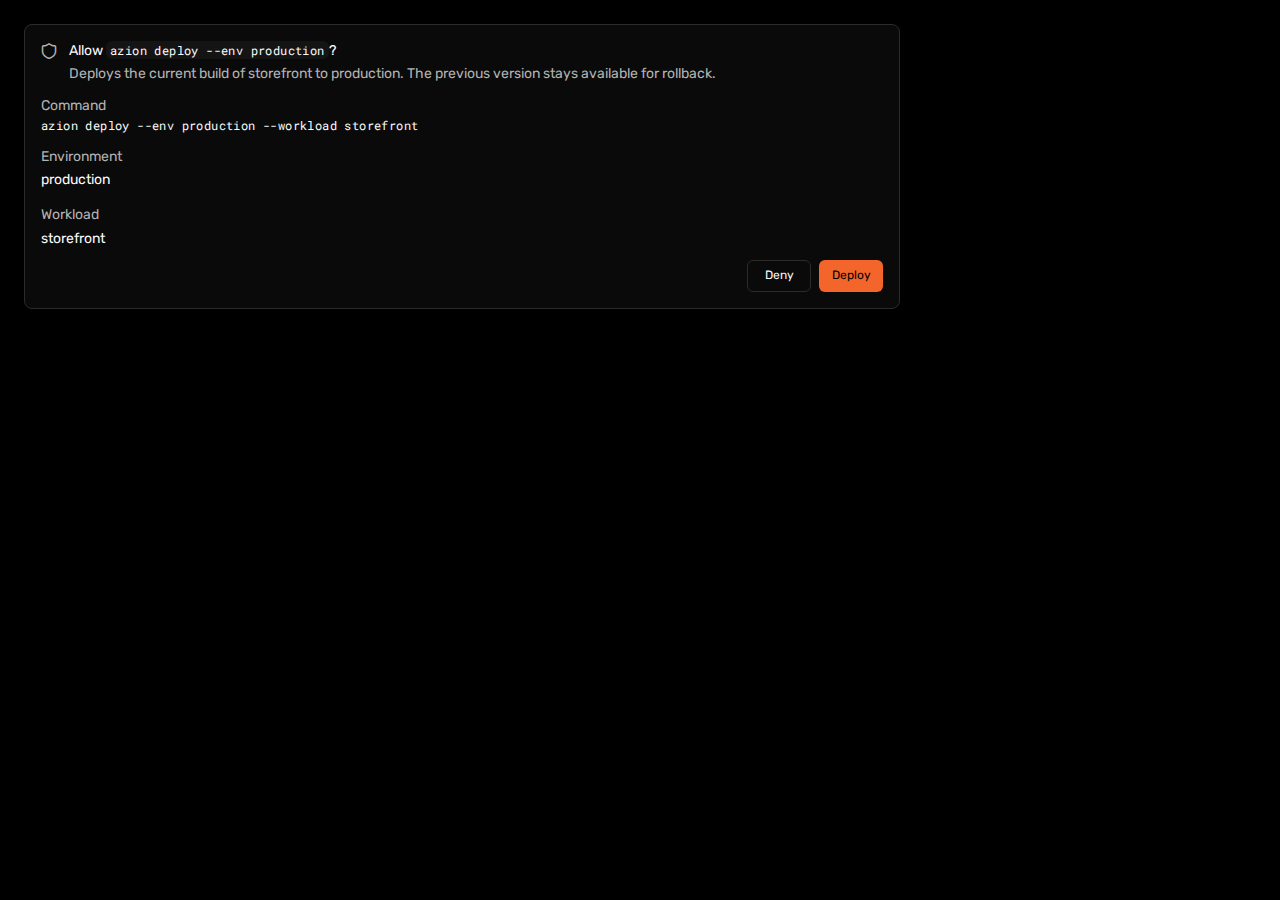 Allow azion deploy --env production ?
Deploys the current build of storefront to production. The previous version stays available for rollback.
Command
azion deploy --env production --workload storefront
Environment
production
Workload
storefront
Deny Deploy